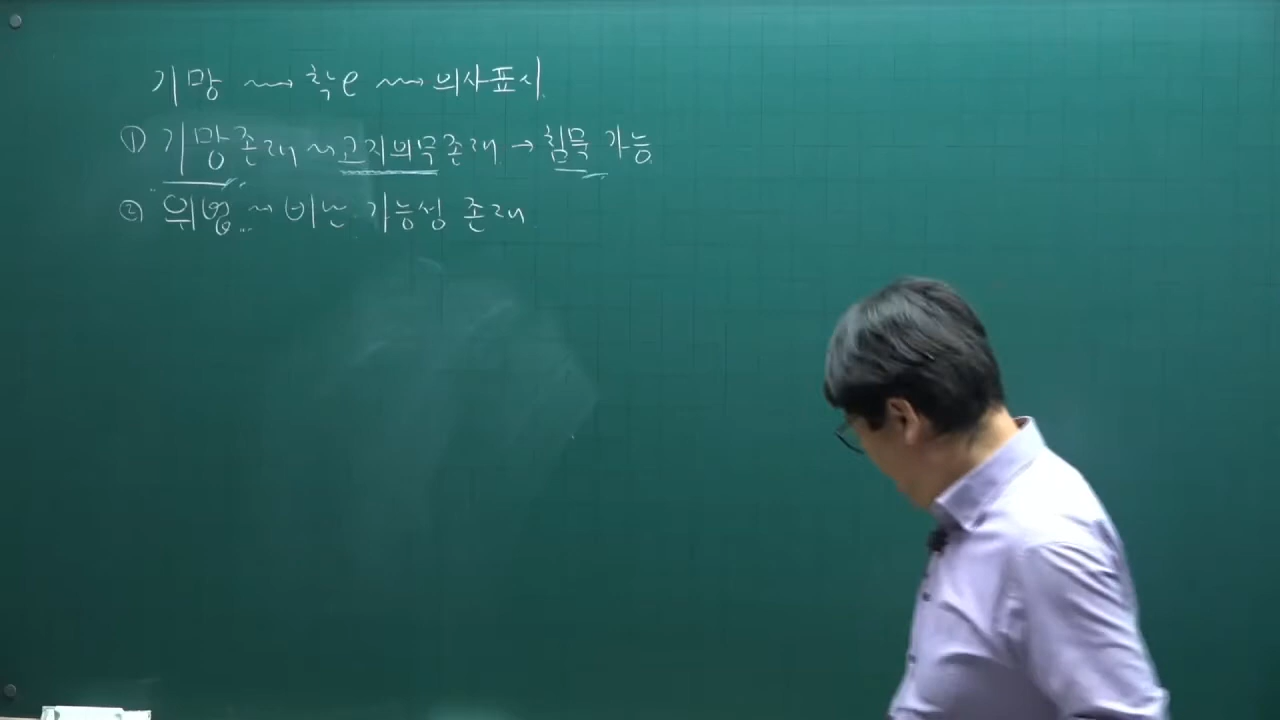 기망 ~→ 착e ~→ 의사표시
① 기망존재 ~ 고지의무존재 → 침묵 가능
② "위법" → 비난 가능성 존재